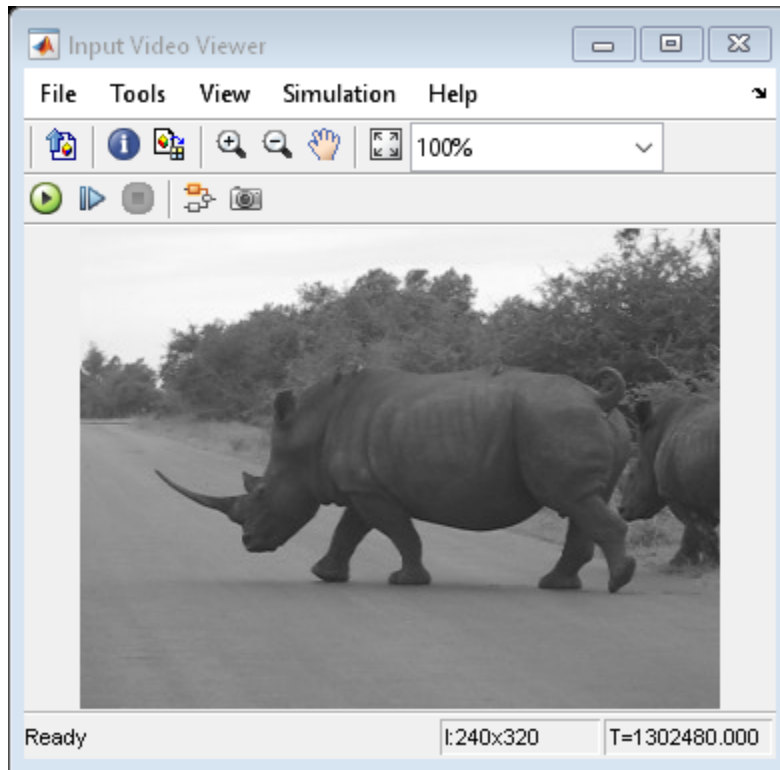 Input Video Viewer
File Tools View Simulation Help
100%
Ready I:240x320 T=1302480.000